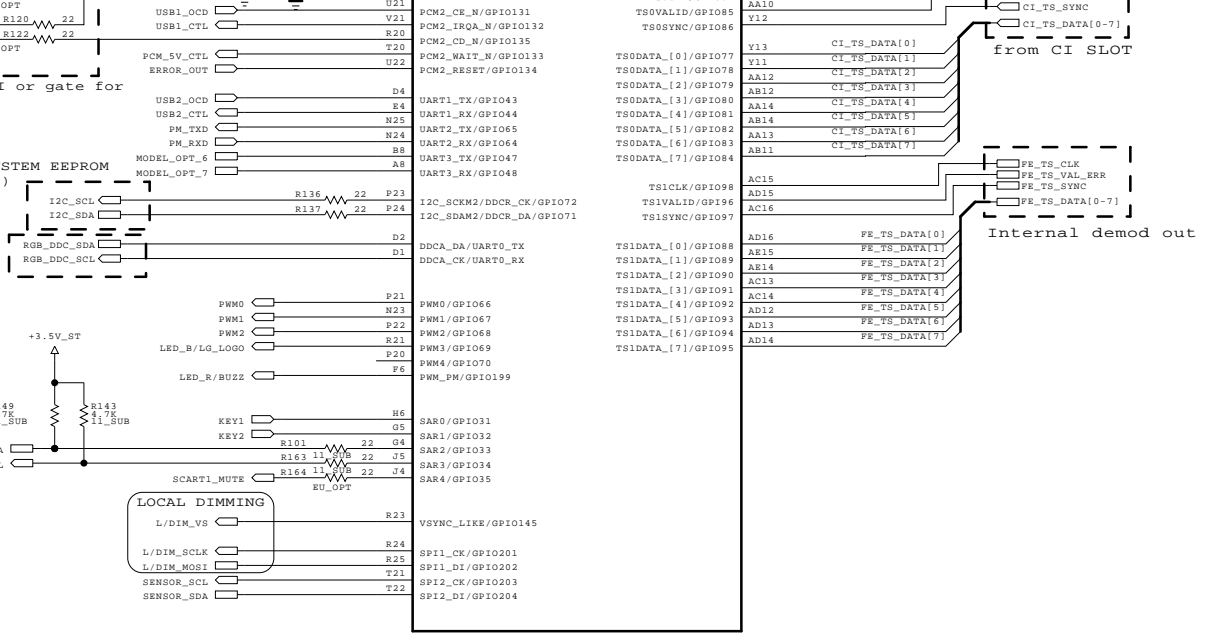 OPT
R120 22
R122 22
OPT
I or gate for
USB1_OCD U21 PCM2_CE_N/GPIO131
USB1_CTL V21 PCM2_IRQA_N/GPIO132
R20 PCM2_CD_N/GPIO135
PCM_5V_CTL T20 PCM2_WAIT_N/GPIO133
ERROR_OUT U22 PCM2_RESET/GPIO134
USB2_OCD D4 UART1_TX/GPIO43
USB2_CTL E4 UART1_RX/GPIO44
PM_TXD N25 UART2_TX/GPIO65
PM_RXD N24 UART2_RX/GPIO64
MODEL_OPT_6 B8 UART3_TX/GPIO47
MODEL_OPT_7 A8 UART3_RX/GPIO48
STEM EEPROM
)
I2C_SCL R136 22 P23 I2C_SCKM2/DDCR_CK/GPIO72
I2C_SDA R137 22 P24 I2C_SDAM2/DDCR_DA/GPIO71
RGB_DDC_SDA D2 DDCA_DA/UART0_TX
RGB_DDC_SCL D1 DDCA_CK/UART0_RX
PWM0 P21 PWM0/GPIO66
PWM1 N23 PWM1/GPIO67
PWM2 P22 PWM2/GPIO68
LED_B/LG_LOGO R21 PWM3/GPIO69
P20 PWM4/GPIO70
LED_R/BUZZ F6 PWM_PM/GPIO199
+3.5V_ST
49
7K
_SUB
R143
4.7K
11_SUB
KEY1 H6 SAR0/GPIO31
KEY2 G5 SAR1/GPIO32
A R101 22 G4 SAR2/GPIO33
11_SUB
L R163 22 J5 SAR3/GPIO34
11_SUB
SCART1_MUTE R164 22 J4 SAR4/GPIO35
EU_OPT
LOCAL DIMMING
L/DIM_VS R23 VSYNC_LIKE/GPIO145
L/DIM_SCLK R24 SPI1_CK/GPIO201
L/DIM_MOSI R25 SPI1_DI/GPIO202
SENSOR_SCL T21 SPI2_CK/GPIO203
SENSOR_SDA T22 SPI2_DI/GPIO204
TS0VALID/GPIO85 AA10
TS0SYNC/GPIO86 Y12
CI_TS_SYNC
CI_TS_DATA[0-7]
from CI SLOT
TS0DATA_[0]/GPIO77 Y13 CI_TS_DATA[0]
TS0DATA_[1]/GPIO78 Y11 CI_TS_DATA[1]
TS0DATA_[2]/GPIO79 AA12 CI_TS_DATA[2]
TS0DATA_[3]/GPIO80 AB12 CI_TS_DATA[3]
TS0DATA_[4]/GPIO81 AA14 CI_TS_DATA[4]
TS0DATA_[5]/GPIO82 AB14 CI_TS_DATA[5]
TS0DATA_[6]/GPIO83 AA13 CI_TS_DATA[6]
TS0DATA_[7]/GPIO84 AB11 CI_TS_DATA[7]
TS1CLK/GPIO98 AC15 FE_TS_CLK
TS1VALID/GPI96 AD15 FE_TS_VAL_ERR
TS1SYNC/GPIO97 AC16 FE_TS_SYNC
FE_TS_DATA[0-7]
Internal demod out
TS1DATA_[0]/GPIO88 AD16 FE_TS_DATA[0]
TS1DATA_[1]/GPIO89 AE15 FE_TS_DATA[1]
TS1DATA_[2]/GPIO90 AE14 FE_TS_DATA[2]
TS1DATA_[3]/GPIO91 AC13 FE_TS_DATA[3]
TS1DATA_[4]/GPIO92 AC14 FE_TS_DATA[4]
TS1DATA_[5]/GPIO93 AD12 FE_TS_DATA[5]
TS1DATA_[6]/GPIO94 AD13 FE_TS_DATA[6]
TS1DATA_[7]/GPIO95 AD14 FE_TS_DATA[7]